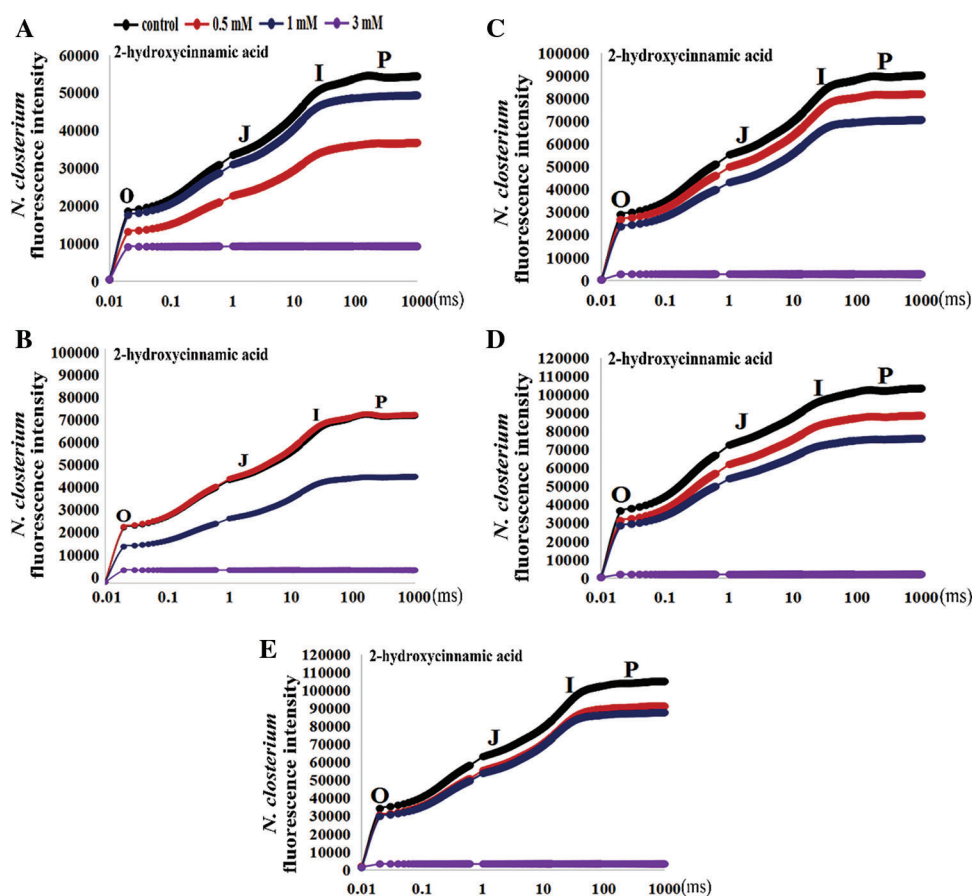 A
control 0.5 mM 1 mM 3 mM
2-hydroxycinnamic acid
N. closterium
fluorescence intensity
60000
50000
40000
30000
20000
10000
0
O
J
I
P
0.01 0.1 1 10 100 1000(ms)
C
2-hydroxycinnamic acid
N. closterium
fluorescence intensity
100000
90000
80000
70000
60000
50000
40000
30000
20000
10000
0
O
J
I
P
0.01 0.1 1 10 100 1000(ms)
B
2-hydroxycinnamic acid
N. closterium
fluorescence intensity
100000
90000
80000
70000
60000
50000
40000
30000
20000
10000
0
O
J
I
P
0.01 0.1 1 10 100 1000(ms)
D
2-hydroxycinnamic acid
N. closterium
fluorescence intensity
120000
110000
100000
90000
80000
70000
60000
50000
40000
30000
20000
10000
0
O
J
I
P
0.01 0.1 1 10 100 1000(ms)
E
2-hydroxycinnamic acid
N. closterium
fluorescence intensity
120000
110000
100000
90000
80000
70000
60000
50000
40000
30000
20000
10000
0
O
J
I
P
0.01 0.1 1 10 100 1000(ms)